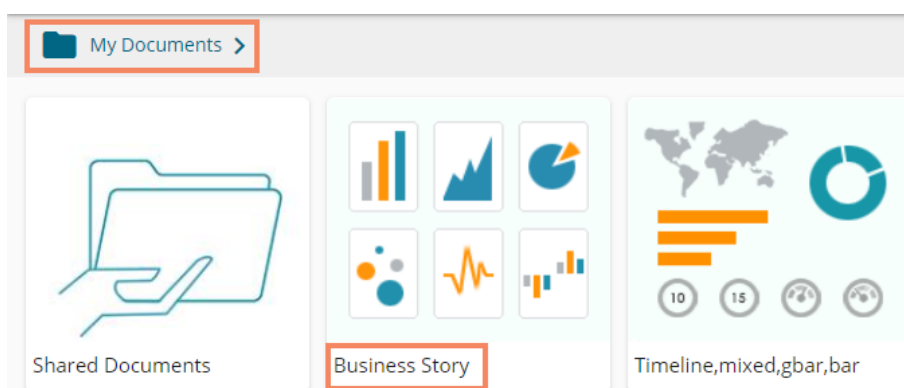 My Documents
10 15
Shared Documents
Business Story
Timeline,mixed,gbar,bar